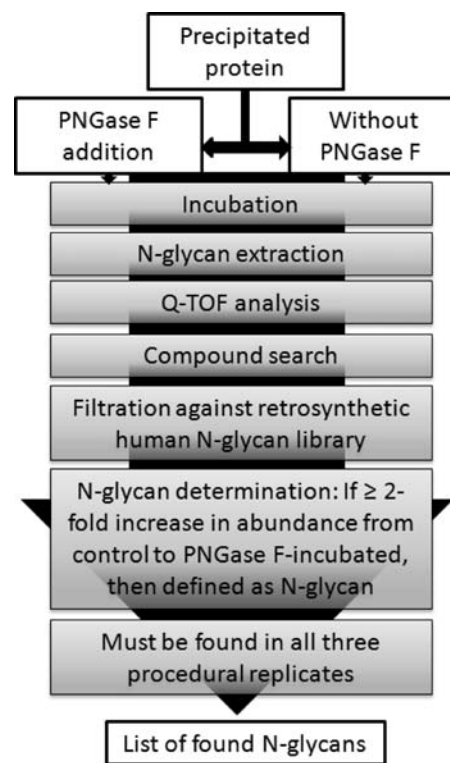 Precipitated
protein
PNGase F
addition
Without
PNGase F
Incubation
N-glycan extraction
Q-TOF analysis
Compound search
Filtration against retrosynthetic
human N-glycan library
N-glycan determination: If ≥ 2-
fold increase in abundance from
control to PNGase F-incubated,
then defined as N-glycan
Must be found in all three
procedural replicates
List of found N-glycans